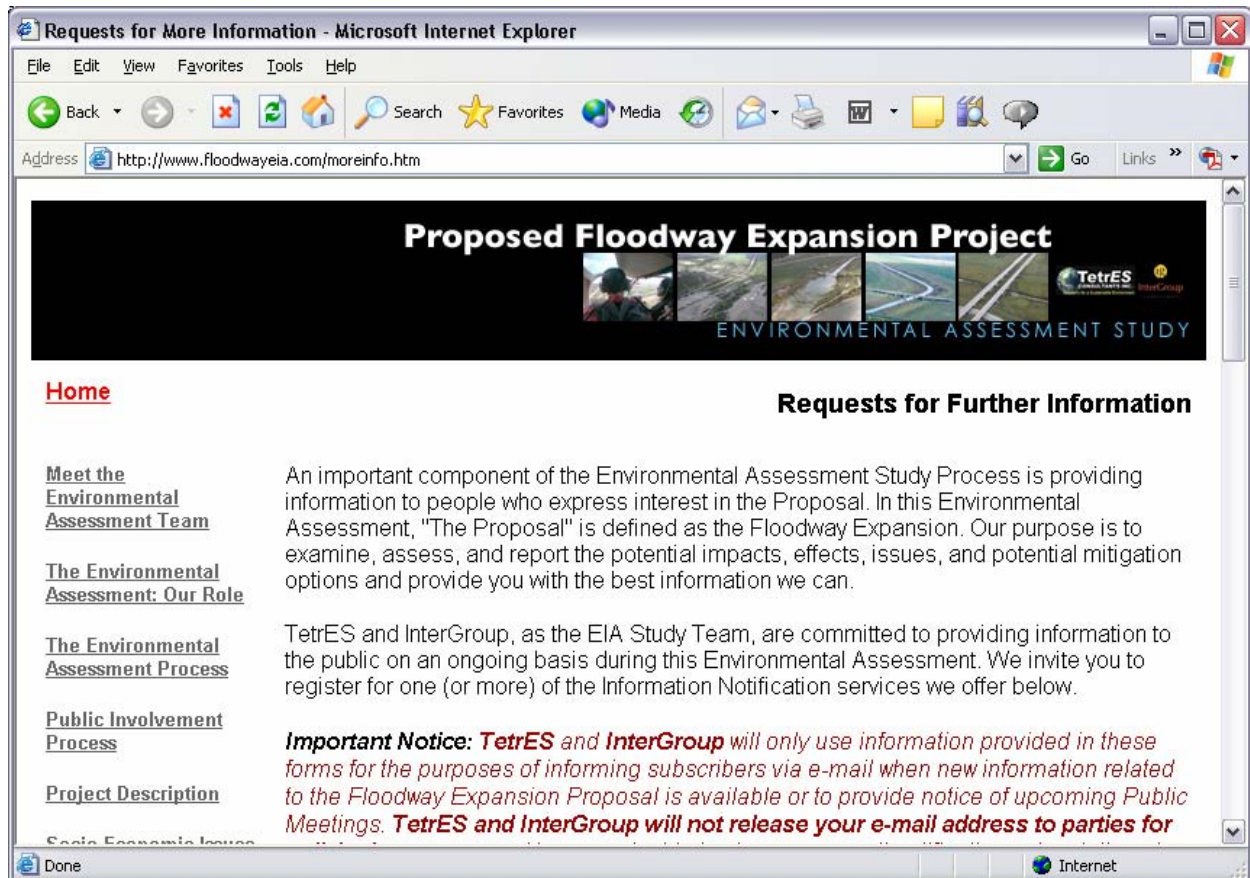 Requests for More Information - Microsoft Internet Explorer
File Edit View Favorites Tools Help
Back Search Favorites Media
Address http://www.floodwayeia.com/moreinfo.htm Go Links »
Proposed Floodway Expansion Project
TetrES
CONSULTANTS INC.
InterGroup
ENVIRONMENTAL ASSESSMENT STUDY
Home
Requests for Further Information
Meet the
Environmental
Assessment Team
The Environmental
Assessment: Our Role
The Environmental
Assessment Process
Public Involvement
Process
Project Description
Socio Economic Issues
An important component of the Environmental Assessment Study Process is providing
information to people who express interest in the Proposal. In this Environmental
Assessment, "The Proposal" is defined as the Floodway Expansion. Our purpose is to
examine, assess, and report the potential impacts, effects, issues, and potential mitigation
options and provide you with the best information we can.
TetrES and InterGroup, as the EIA Study Team, are committed to providing information to
the public on an ongoing basis during this Environmental Assessment. We invite you to
register for one (or more) of the Information Notification services we offer below.
Important Notice: TetrES and InterGroup will only use information provided in these
forms for the purposes of informing subscribers via e-mail when new information related
to the Floodway Expansion Proposal is available or to provide notice of upcoming Public
Meetings. TetrES and InterGroup will not release your e-mail address to parties for
Done Internet